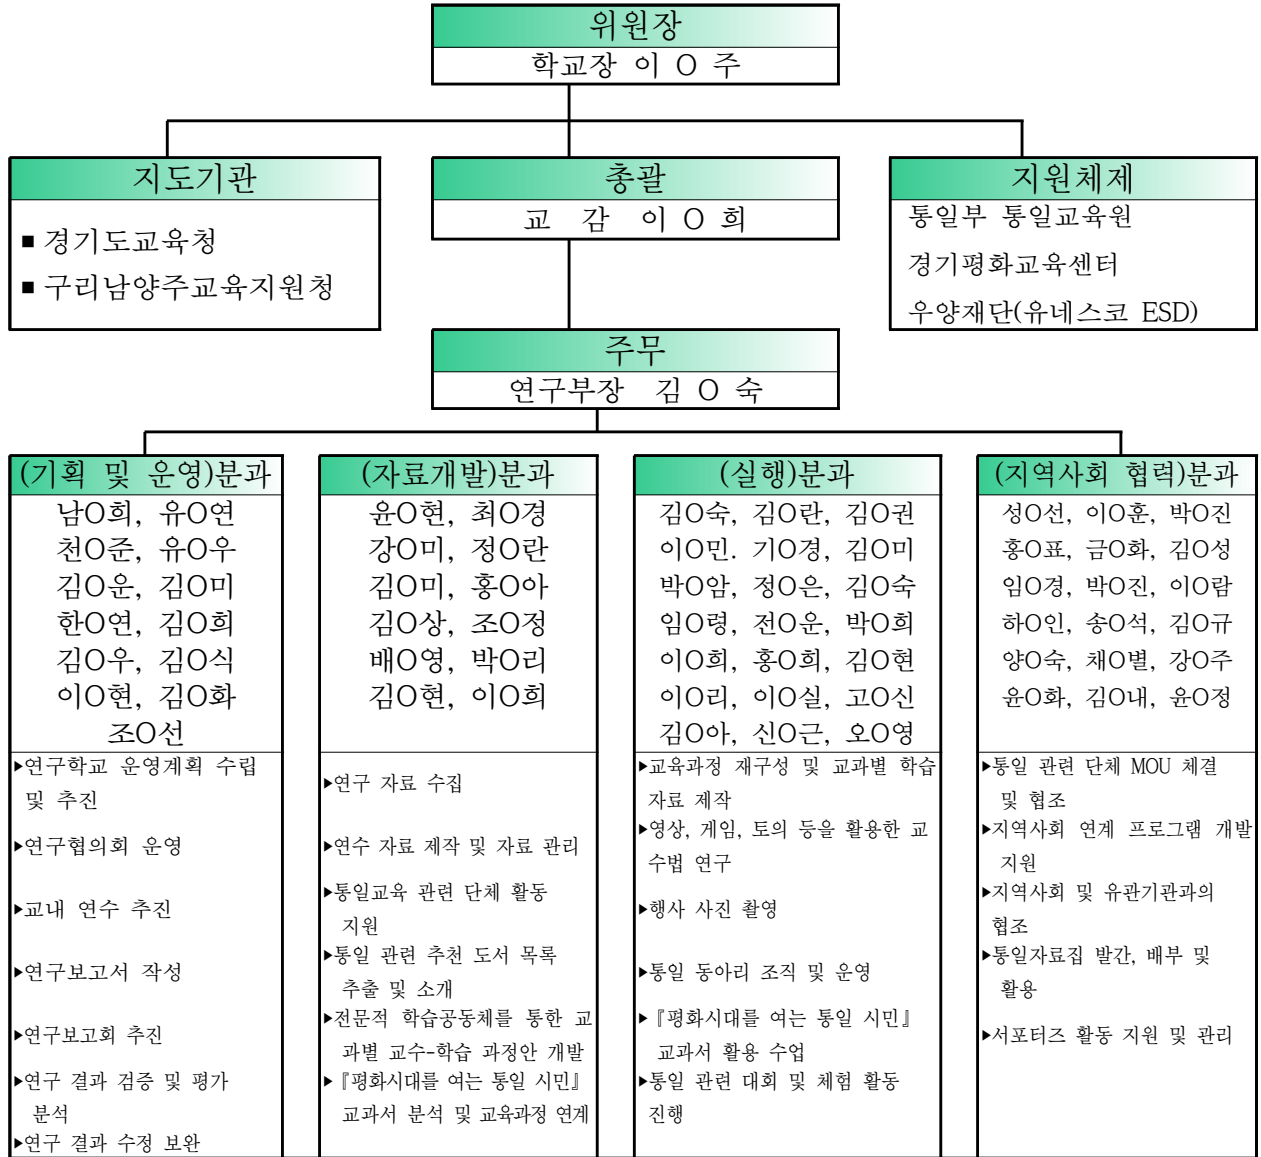 위원장
학교장 이 O 주
지도기관
■ 경기도교육청
■ 구리남양주교육지원청
총괄
교 감 이 O 희
지원체제
통일부 통일교육원
경기평화교육센터
우양재단(유네스코 ESD)
주무
연구부장 김 O 숙
(기획 및 운영)분과
남O희, 유O연
천O준, 유O우
김O운, 김O미
한O연, 김O희
김O우, 김O식
이O현, 김O화
조O선
▶연구학교 운영계획 수립
및 추진
▶연구협의회 운영
▶교내 연수 추진
▶연구보고서 작성
▶연구보고회 추진
▶연구 결과 검증 및 평가
분석
▶연구 결과 수정 보완
(자료개발)분과
윤O현, 최O경
강O미, 정O란
김O미, 홍O아
김O상, 조O정
배O영, 박O리
김O현, 이O희
▶연구 자료 수집
▶연수 자료 제작 및 자료 관리
▶통일교육 관련 단체 활동
지원
▶통일 관련 추천 도서 목록
추출 및 소개
▶전문적 학습공동체를 통한 교
과별 교수-학습 과정안 개발
▶『평화시대를 여는 통일 시민』
교과서 분석 및 교육과정 연계
(실행)분과
김O숙, 김O란, 김O권
이O민. 기O경, 김O미
박O암, 정O은, 김O숙
임O령, 전O운, 박O희
이O희, 홍O희, 김O현
이O리, 이O실, 고O신
김O아, 신O근, 오O영
▶교육과정 재구성 및 교과별 학습
자료 제작
▶영상, 게임, 토의 등을 활용한 교
수법 연구
▶행사 사진 촬영
▶통일 동아리 조직 및 운영
▶『평화시대를 여는 통일 시민』
교과서 활용 수업
▶통일 관련 대회 및 체험 활동
진행
(지역사회 협력)분과
성O선, 이O훈, 박O진
홍O표, 금O화, 김O성
임O경, 박O진, 이O람
하O인, 송O석, 김O규
양O숙, 채O별, 강O주
윤O화, 김O내, 윤O정
▶통일 관련 단체 MOU 체결
및 협조
▶지역사회 연계 프로그램 개발
지원
▶지역사회 및 유관기관과의
협조
▶통일자료집 발간, 배부 및
활용
▶서포터즈 활동 지원 및 관리